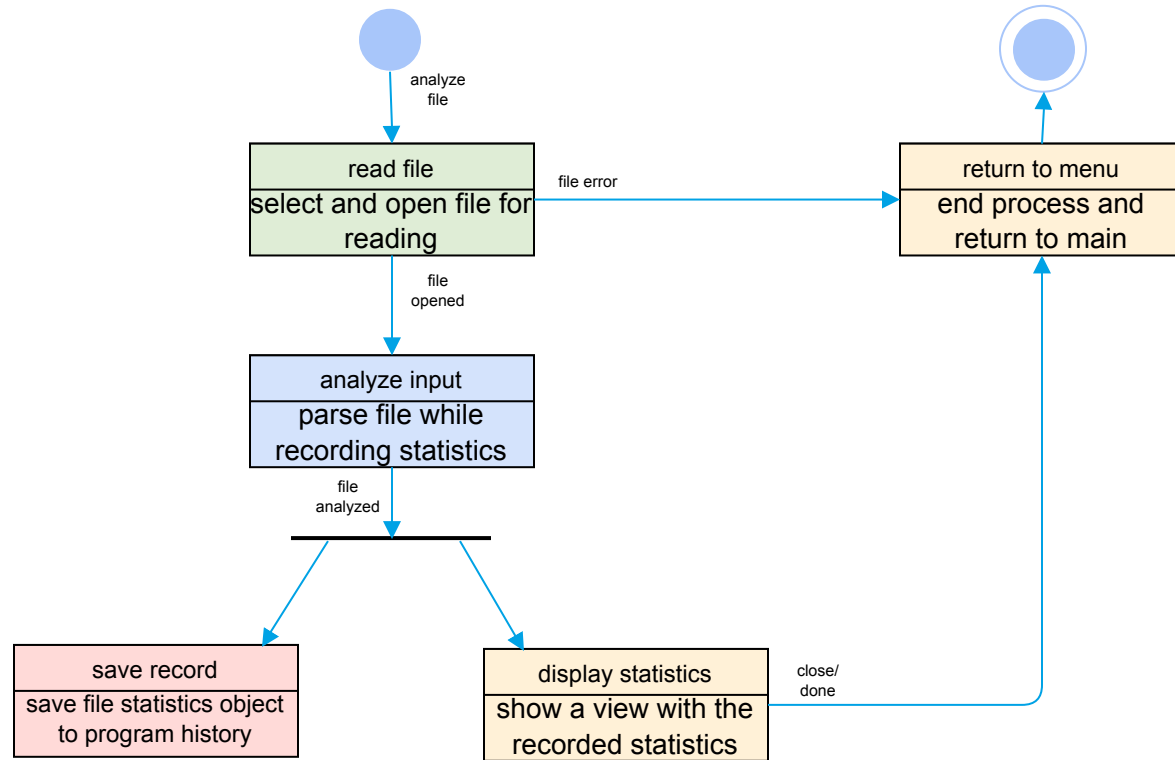 analyze
file
read file
select and open file for
reading
file error
return to menu
end process and
return to main
file
opened
analyze input
parse file while
recording statistics
file
analyzed
save record
save file statistics object
to program history
display statistics
show a view with the
recorded statistics
close/
done